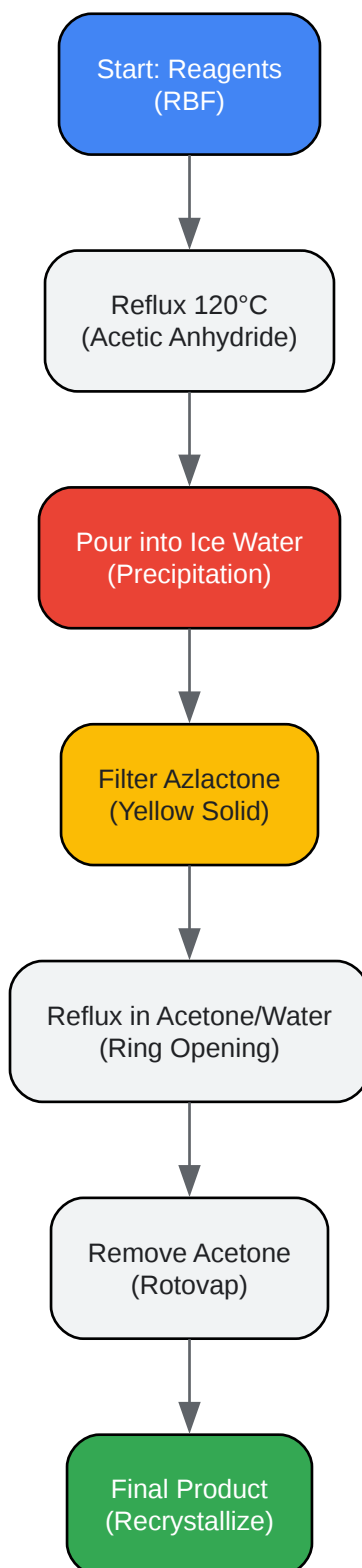 Start: Reagents
(RBF)
Reflux 120°C
(Acetic Anhydride)
Pour into Ice Water
(Precipitation)
Filter Azlactone
(Yellow Solid)
Reflux in Acetone/Water
(Ring Opening)
Remove Acetone
(Rotovap)
Final Product
(Recrystallize)